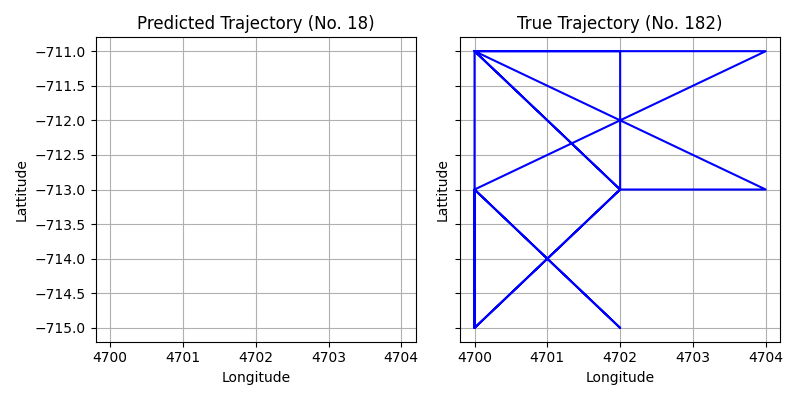 Predicted Trajectory (No. 18)
True Trajectory (No. 182)
−711.0
−711.5
−712.0
−712.5
−713.0
−713.5
−714.0
−714.5
−715.0
Lattitude
Lattitude
4700 4701 4702 4703 4704
4700 4701 4702 4703 4704
Longitude
Longitude